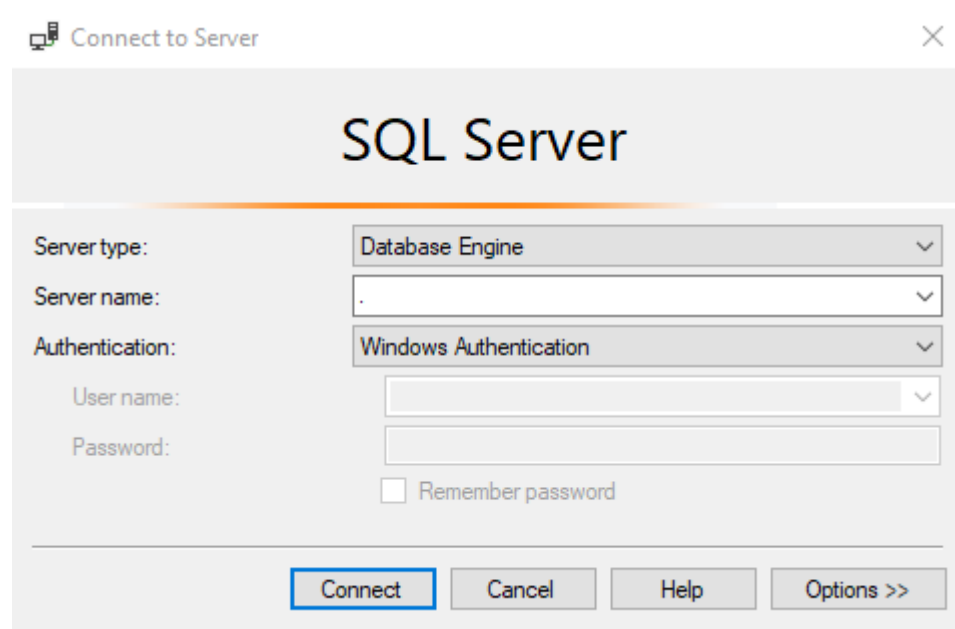 Connect to Server
SQL Server
Server type: Database Engine
Server name: .
Authentication: Windows Authentication
User name:
Password:
Remember password
Connect Cancel Help Options >>